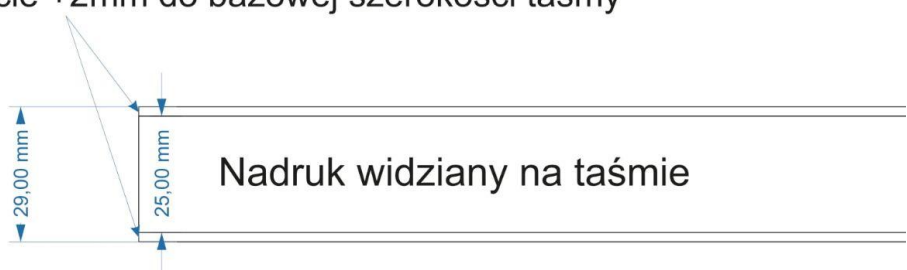 +2mm do bazowej szerokości taśmy
29,00 mm
25,00 mm
Nadruk widziany na taśmie